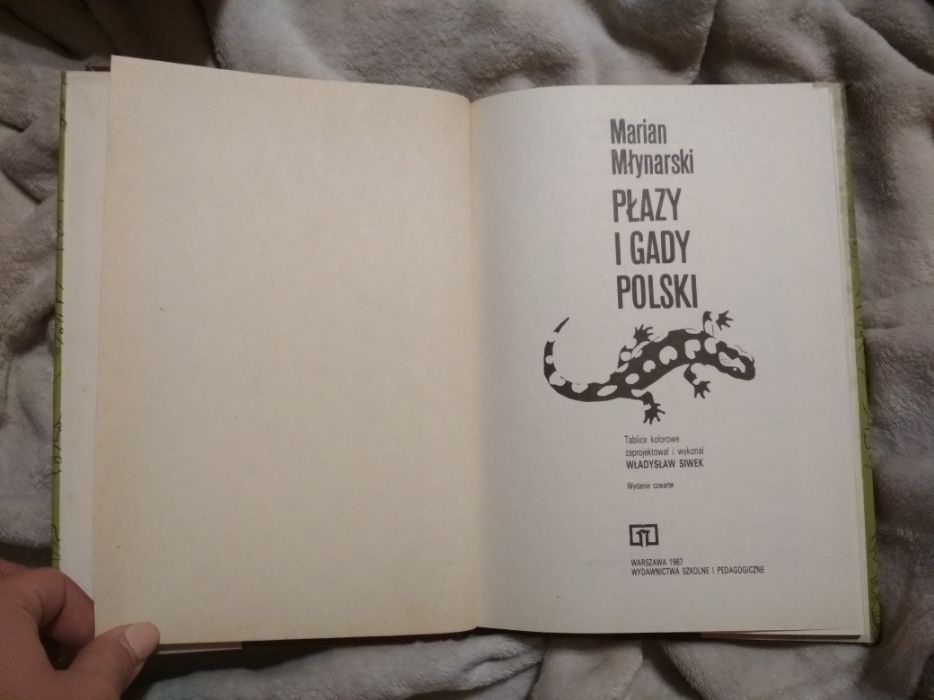 Marian
Młynarski
PŁAZY
I GADY
POLSKI
Tablice kolorowe
zaprojektował i wykonał
WŁADYSŁAW SIWEK
Wydanie czwarte
WARSZAWA 1987
WYDAWNICTWA SZKOLNE I PEDAGOGICZNE